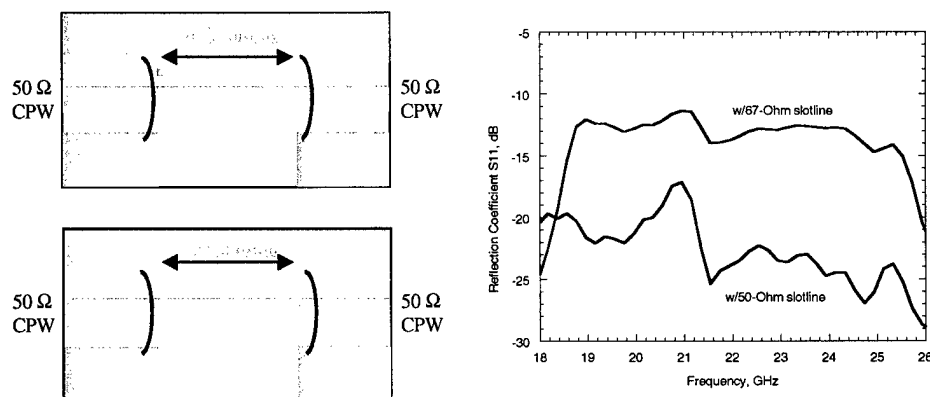 50 Ω
CPW
50 Ω
CPW
50 Ω
CPW
50 Ω
CPW
-5
-10
-15
-20
-25
-30
w/67-Ohm slotline
w/50-Ohm slotline
Reflection Coefficient S11, dB
18 19 20 21 22 23 24 25 26
Frequency, GHz